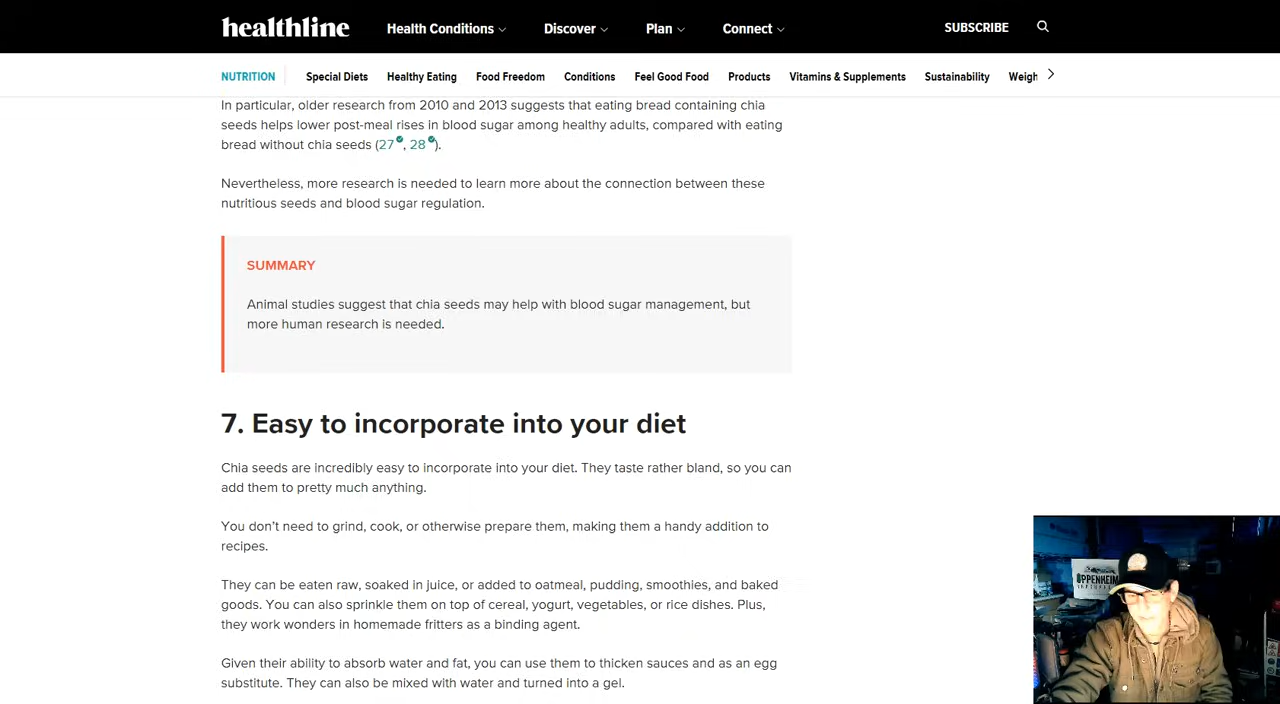 healthline
Health Conditions
Discover
Plan
Connect
SUBSCRIBE
NUTRITION
Special Diets
Healthy Eating
Food Freedom
Conditions
Feel Good Food
Products
Vitamins & Supplements
Sustainability
Weigh
In particular, older research from 2010 and 2013 suggests that eating bread containing chia
seeds helps lower post-meal rises in blood sugar among healthy adults, compared with eating
bread without chia seeds (27, 28).
Nevertheless, more research is needed to learn more about the connection between these
nutritious seeds and blood sugar regulation.
SUMMARY
Animal studies suggest that chia seeds may help with blood sugar management, but
more human research is needed.
7. Easy to incorporate into your diet
Chia seeds are incredibly easy to incorporate into your diet. They taste rather bland, so you can
add them to pretty much anything.
You don’t need to grind, cook, or otherwise prepare them, making them a handy addition to
recipes.
They can be eaten raw, soaked in juice, or added to oatmeal, pudding, smoothies, and baked
goods. You can also sprinkle them on top of cereal, yogurt, vegetables, or rice dishes. Plus,
they work wonders in homemade fritters as a binding agent.
Given their ability to absorb water and fat, you can use them to thicken sauces and as an egg
substitute. They can also be mixed with water and turned into a gel.